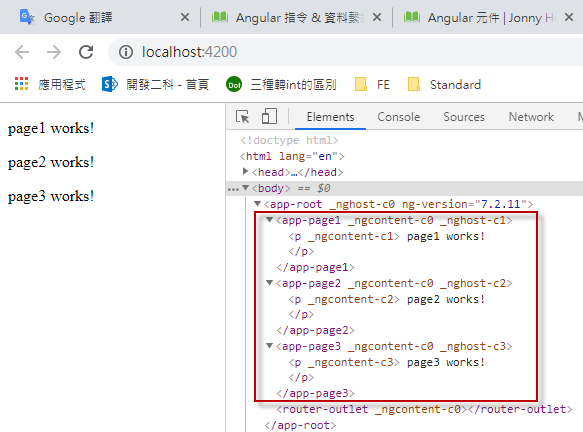 Google 翻譯
Angular 指令 & 資料繫
Angular 元件 | Jonny H
localhost:4200
應用程式
開發二科 - 首頁
三種轉int的區別
FE
Standard
page1 works!
page2 works!
page3 works!
Elements
Console
Sources
Network
<!doctype html>
<html lang="en">
<head>…</head>
…<body> == $0
<app-root _nghost-c0 ng-version="7.2.11">
<app-page1 _ngcontent-c0 _nghost-c1>
<p _ngcontent-c1> page1 works!
</p>
</app-page1>
<app-page2 _ngcontent-c0 _nghost-c2>
<p _ngcontent-c2> page2 works!
</p>
</app-page2>
<app-page3 _ngcontent-c0 _nghost-c3>
<p _ngcontent-c3> page3 works!
</p>
</app-page3>
<router-outlet _ngcontent-c0></router-outlet>
</app-root>